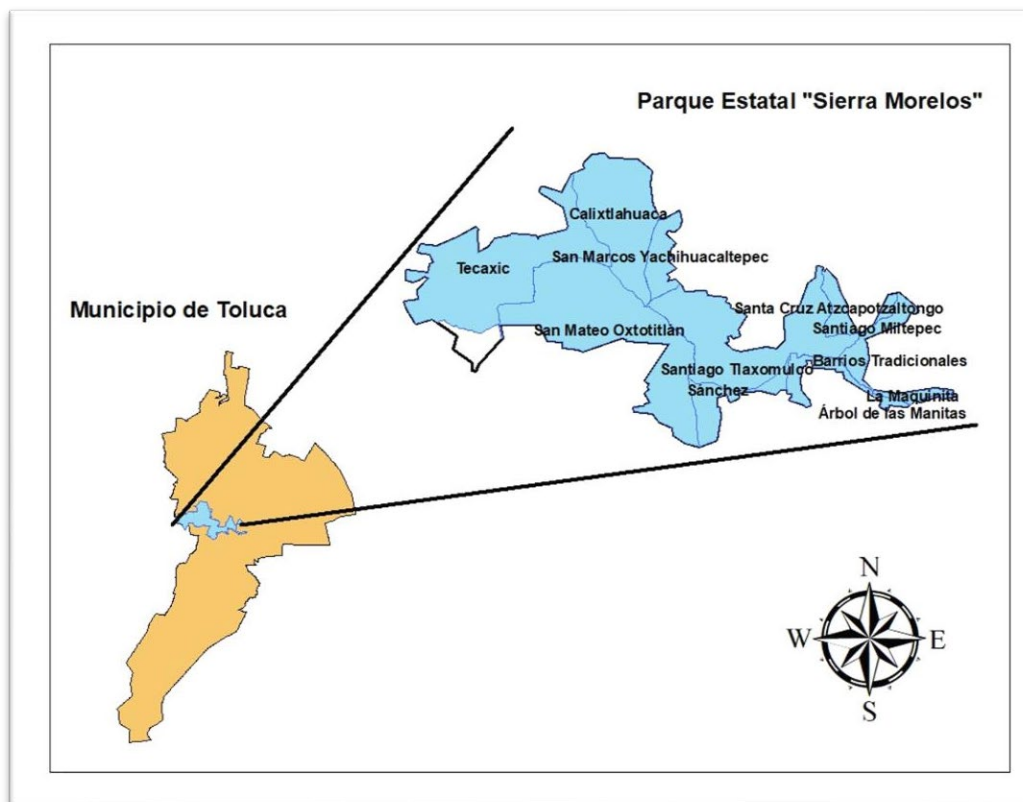 Parque Estatal "Sierra Morelos"
Calixtlahuaca
San Marcos Yachihuacaltepec
Tecaxic
Municipio de Toluca
Santa Cruz Atzcapotzaltongo
Santiago Miltepec
San Mateo Oxtotitlán
Barrios Tradicionales
Santiago Tlaxomulco
Sánchez
La Maquinita
Árbol de las Manitas
N
W
E
S